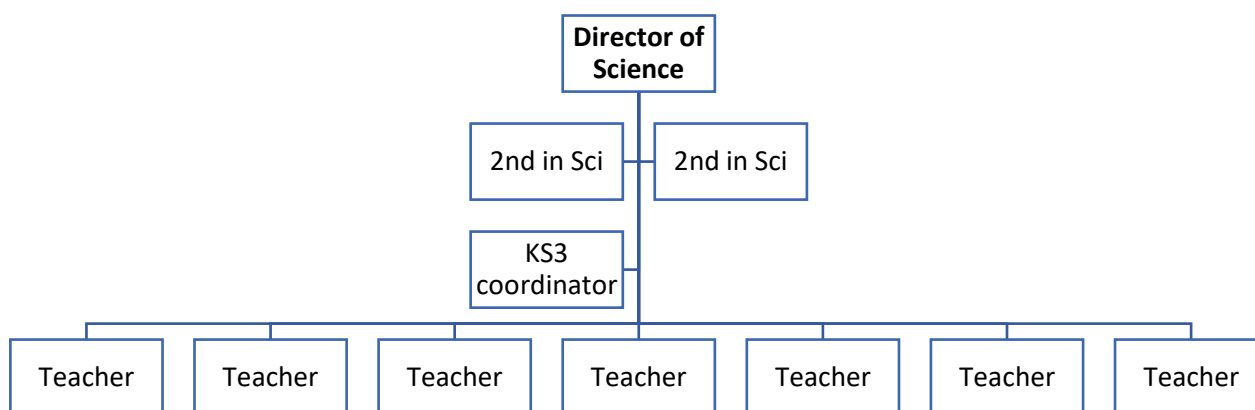 Director of
Science
2nd in Sci
2nd in Sci
KS3
coordinator
Teacher
Teacher
Teacher
Teacher
Teacher
Teacher
Teacher